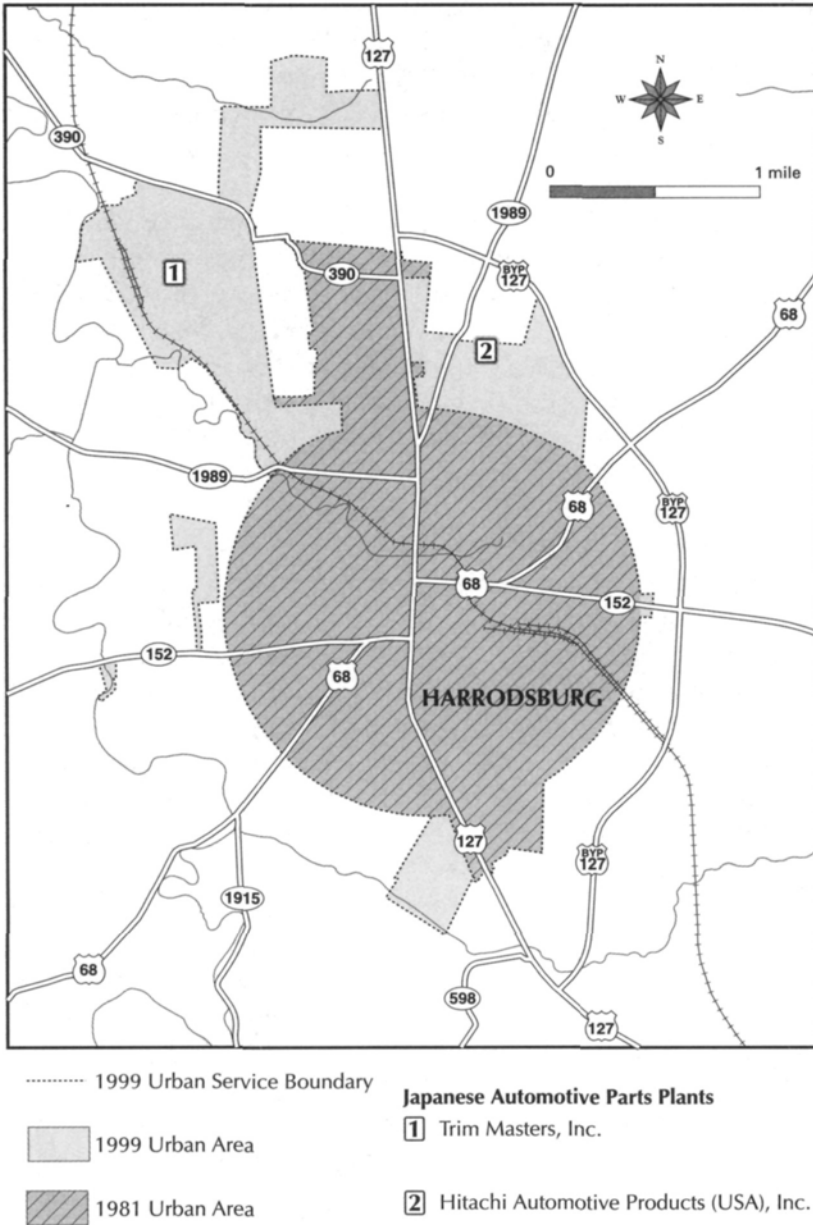 127
N
W E
S
390
0 1 mile
1989
1
390
BYP
127
68
2
1989
68
BYP
127
68
152
152
68
HARRODSBURG
127
BYP
127
1915
68
598
127
1999 Urban Service Boundary
Japanese Automotive Parts Plants
1 Trim Masters, Inc.
1999 Urban Area
1981 Urban Area
2 Hitachi Automotive Products (USA), Inc.